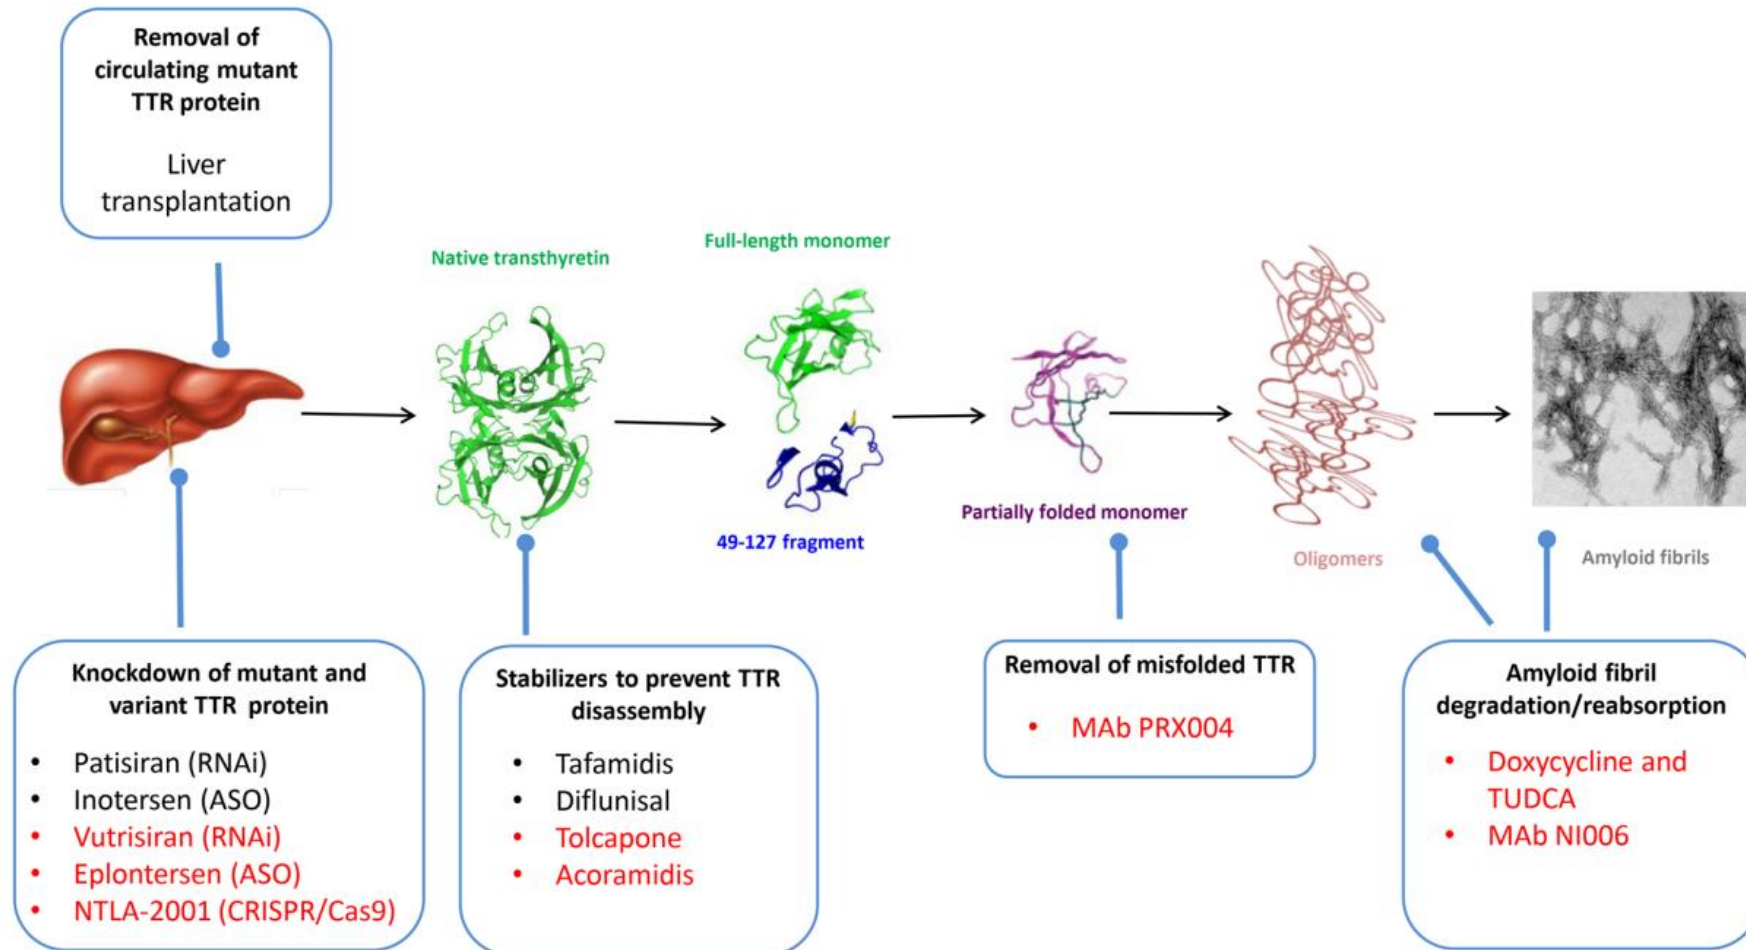 Removal of
circulating mutant
TTR protein
Liver
transplantation
Native transthyretin
Full-length monomer
49-127 fragment
Partially folded monomer
Oligomers
Amyloid fibrils
Knockdown of mutant and
variant TTR protein
• Patisiran (RNAi)
• Inotersen (ASO)
• Vutrisiran (RNAi)
• Eplontersen (ASO)
• NTLA-2001 (CRISPR/Cas9)
Stabilizers to prevent TTR
disassembly
• Tafamidis
• Diflunisal
• Tolcapone
• Acoramidis
Removal of misfolded TTR
• MAb PRX004
Amyloid fibril
degradation/reabsorption
• Doxycycline and
TUDCA
• MAb NI006